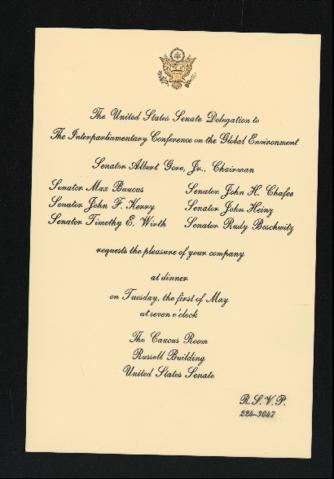 The United States Senate Delegation to
The Interparliamentary Conference on the Global Environment
Senator Albert Gore, Jr., Chairman
Senator Max Baucus Senator John H. Chafee
Senator John F. Kerry Senator John Heinz
Senator Timothy E. Wirth Senator Rudy Boschwitz
requests the pleasure of your company
at dinner
on Tuesday, the first of May
at seven o'clock
The Caucus Room
Russell Building
United States Senate
R.S.V.P.
224-3047